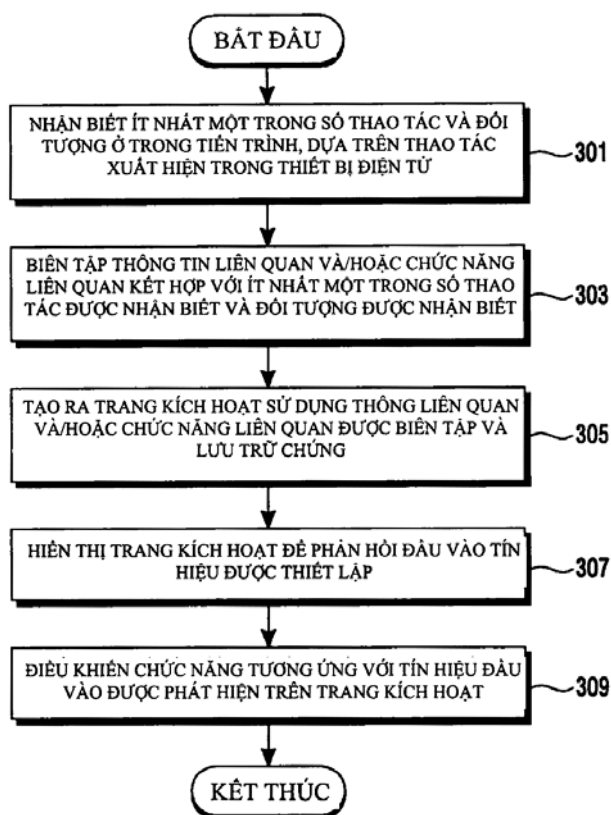 BẮT ĐẦU
NHẬN BIẾT ÍT NHẤT MỘT TRONG SỐ THAO TÁC VÀ ĐỐI
TƯỢNG Ở TRONG TIẾN TRÌNH, DỰA TRÊN THAO TÁC
XUẤT HIỆN TRONG THIẾT BỊ ĐIỆN TỬ
301
BIÊN TẬP THÔNG TIN LIÊN QUAN VÀ/HOẶC CHỨC NĂNG
LIÊN QUAN KẾT HỢP VỚI ÍT NHẤT MỘT TRONG SỐ THAO
TÁC ĐƯỢC NHẬN BIẾT VÀ ĐỐI TƯỢNG ĐƯỢC NHẬN BIẾT
303
TẠO RA TRANG KÍCH HOẠT SỬ DỤNG THÔNG LIÊN QUAN
VÀ/HOẶC CHỨC NĂNG LIÊN QUAN ĐƯỢC BIÊN TẬP VÀ
LƯU TRỮ CHÚNG
305
HIỂN THỊ TRANG KÍCH HOẠT ĐỂ PHẢN HỒI ĐẦU VÀO TÍN
HIỆU ĐƯỢC THIẾT LẬP
307
ĐIỀU KHIỂN CHỨC NĂNG TƯƠNG ỨNG VỚI TÍN HIỆU ĐẦU
VÀO ĐƯỢC PHÁT HIỆN TRÊN TRANG KÍCH HOẠT
309
KẾT THÚC